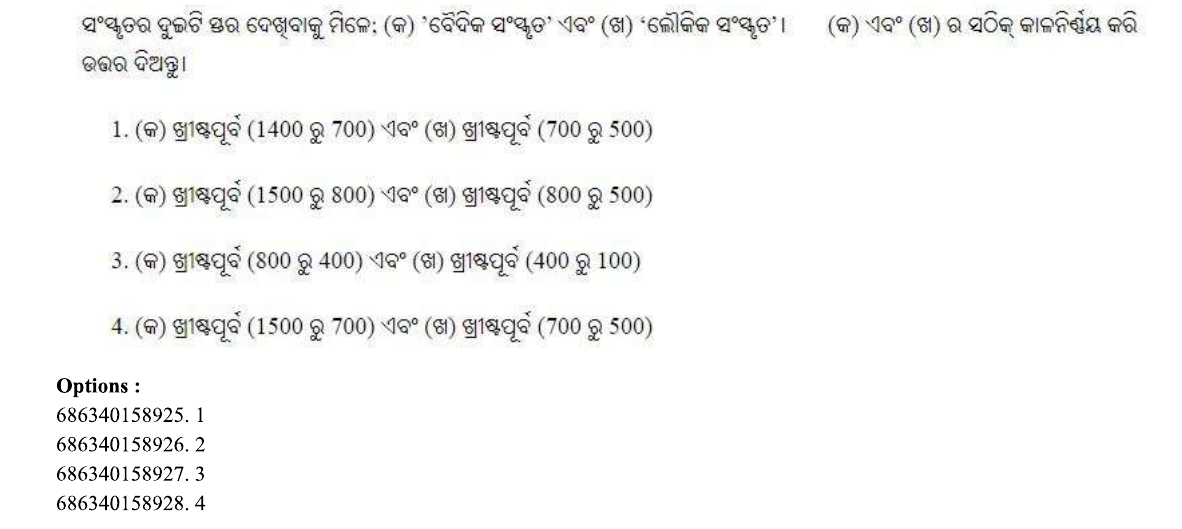 ସଂସ୍କୃତର ଦୁଇଟି ସ୍ତର ଦେଖିବାକୁ ମିଳେ; (କ) ’ବୈଦିକ ସଂସ୍କୃତ’ ଏବଂ (ଖ) ‘ଲୌକିକ ସଂସ୍କୃତ’। (କ) ଏବଂ (ଖ) ର ସଠିକ୍ କାଳନିର୍ଣ୍ଣୟ କରି
ଉତ୍ତର ଦିଅନ୍ତୁ।
1. (କ) ଖ୍ରୀଷ୍ଟପୂର୍ବ (1400 ରୁ 700) ଏବଂ (ଖ) ଖ୍ରୀଷ୍ଟପୂର୍ବ (700 ରୁ 500)
2. (କ) ଖ୍ରୀଷ୍ଟପୂର୍ବ (1500 ରୁ 800) ଏବଂ (ଖ) ଖ୍ରୀଷ୍ଟପୂର୍ବ (800 ରୁ 500)
3. (କ) ଖ୍ରୀଷ୍ଟପୂର୍ବ (800 ରୁ 400) ଏବଂ (ଖ) ଖ୍ରୀଷ୍ଟପୂର୍ବ (400 ରୁ 100)
4. (କ) ଖ୍ରୀଷ୍ଟପୂର୍ବ (1500 ରୁ 700) ଏବଂ (ଖ) ଖ୍ରୀଷ୍ଟପୂର୍ବ (700 ରୁ 500)
Options :
686340158925. 1
686340158926. 2
686340158927. 3
686340158928. 4